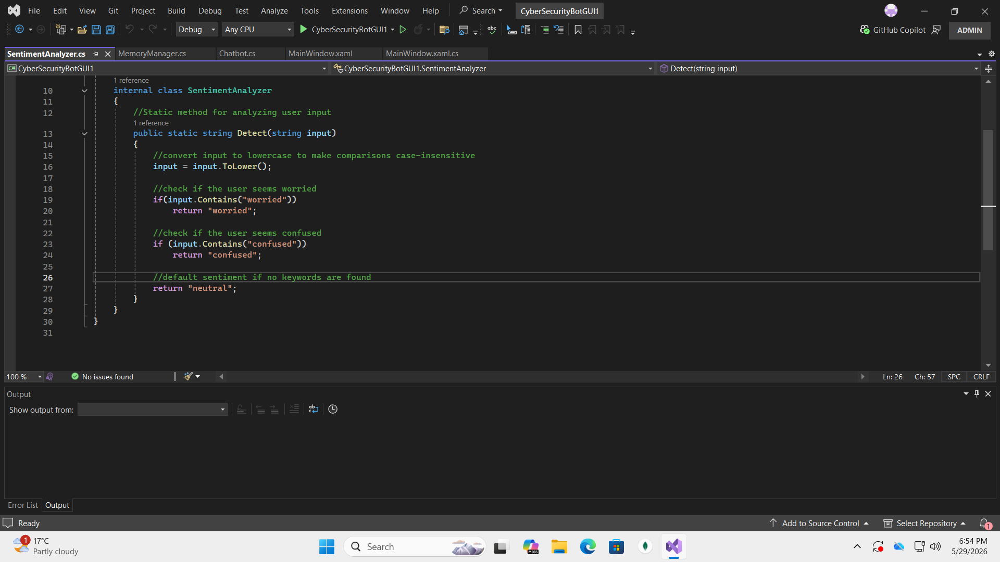 File Edit View Git Project Build Debug Test Analyze Tools Extensions Window Help Search CyberSecurityBotGUI1
Debug Any CPU CyberSecurityBotGUI1 GitHub Copilot ADMIN
SentimentAnalyzer.cs MemoryManager.cs Chatbot.cs MainWindow.xaml MainWindow.xaml.cs
C# CyberSecurityBotGUI1 CyberSecurityBotGUI1.SentimentAnalyzer Detect(string input)
1 reference
10 internal class SentimentAnalyzer
11 {
12 //Static method for analyzing user input
1 reference
13 public static string Detect(string input)
14 {
15 //convert input to lowercase to make comparisons case-insensitive
16 input = input.ToLower();
17
18 //check if the user seems worried
19 if(input.Contains("worried"))
20 return "worried";
21
22 //check if the user seems confused
23 if (input.Contains("confused"))
24 return "confused";
25
26 //default sentiment if no keywords are found
27 return "neutral";
28 }
29 }
30 }
31
100 % No issues found Ln: 26 Ch: 57 SPC CRLF
Output
Show output from:
Error List Output
Ready Add to Source Control Select Repository 1
1 17°C
Partly cloudy
Search
M365
6:54 PM
5/29/2026